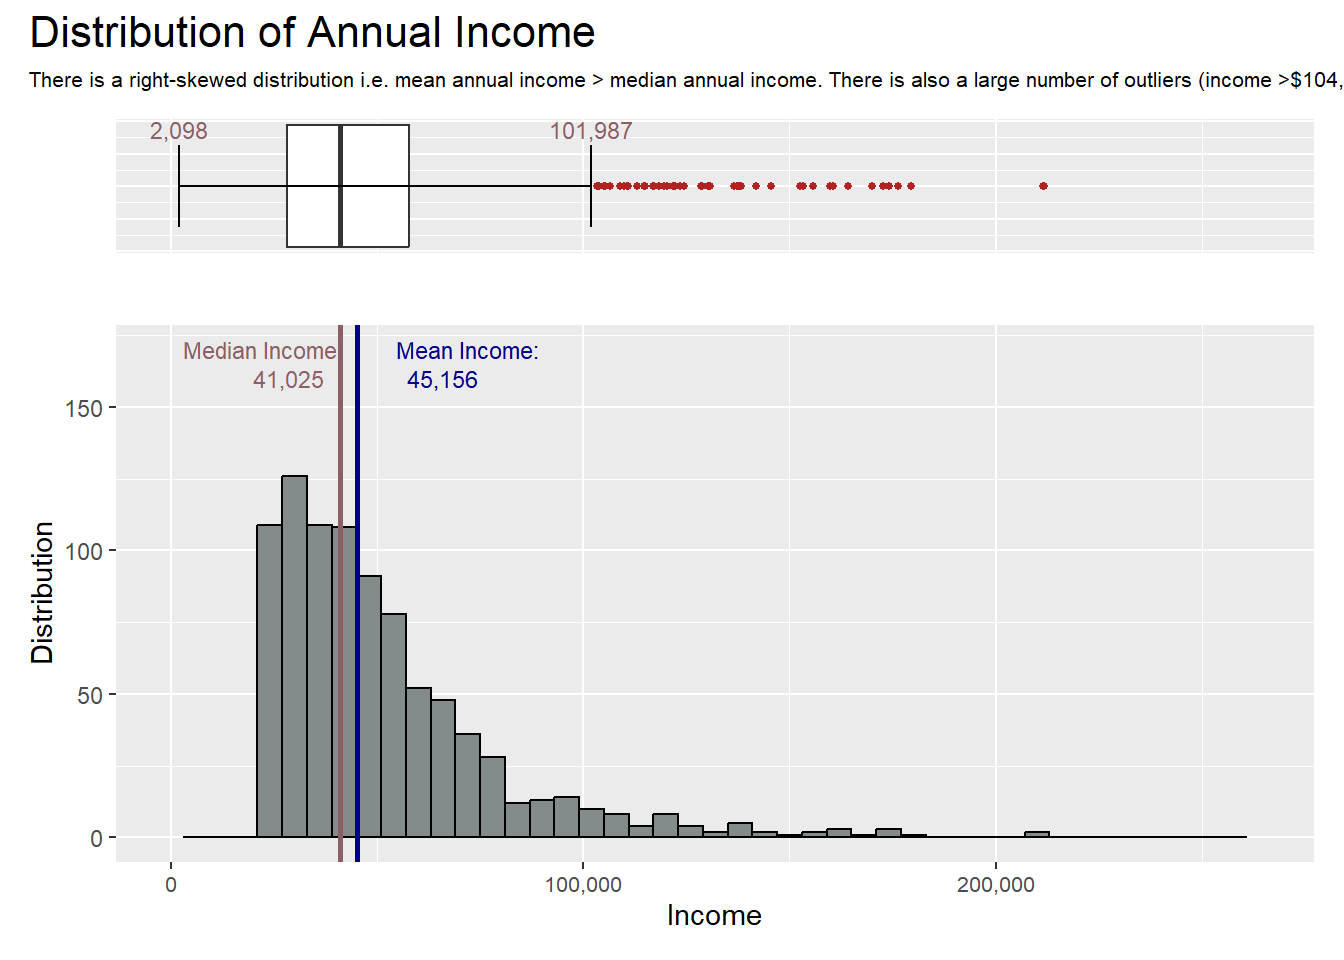 Distribution of Annual Income
There is a right-skewed distribution i.e. mean annual income > median annual income. There is also a large number of outliers (income >$104,
2,098
101,987
Median Income
41,025
Mean Income:
45,156
150
100
50
0
Distribution
0
100,000
200,000
Income